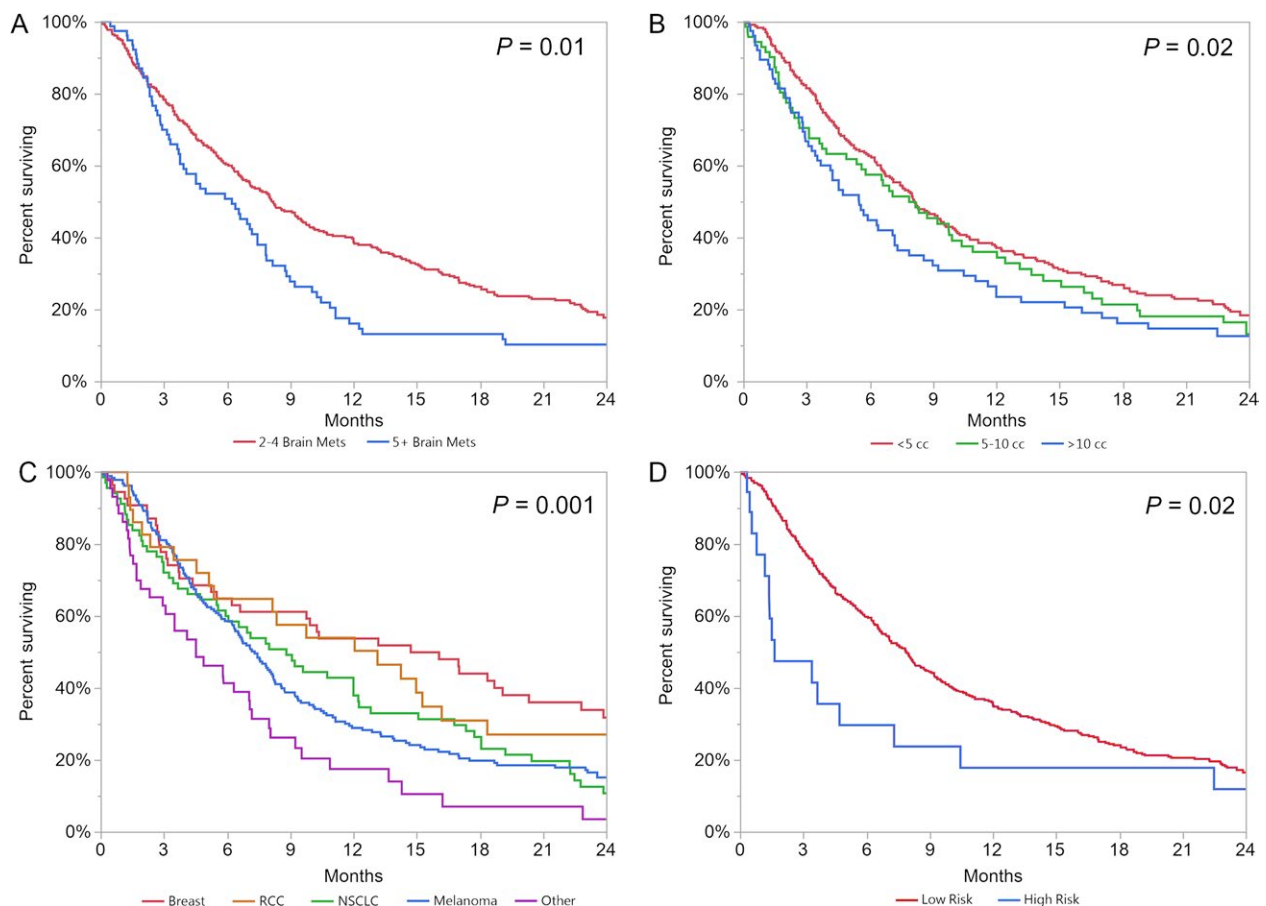 A
P = 0.01
Percent surviving
100%
80%
60%
40%
20%
0%
0 3 6 9 12 15 18 21 24
Months
2-4 Brain Mets 5+ Brain Mets
B
P = 0.02
Percent surviving
100%
80%
60%
40%
20%
0%
0 3 6 9 12 15 18 21 24
Months
<5 cc 5-10 cc >10 cc
C
P = 0.001
Percent surviving
100%
80%
60%
40%
20%
0%
0 3 6 9 12 15 18 21 24
Months
Breast RCC NSCLC Melanoma Other
D
P = 0.02
Percent surviving
100%
80%
60%
40%
20%
0%
0 3 6 9 12 15 18 21 24
Months
Low Risk High Risk